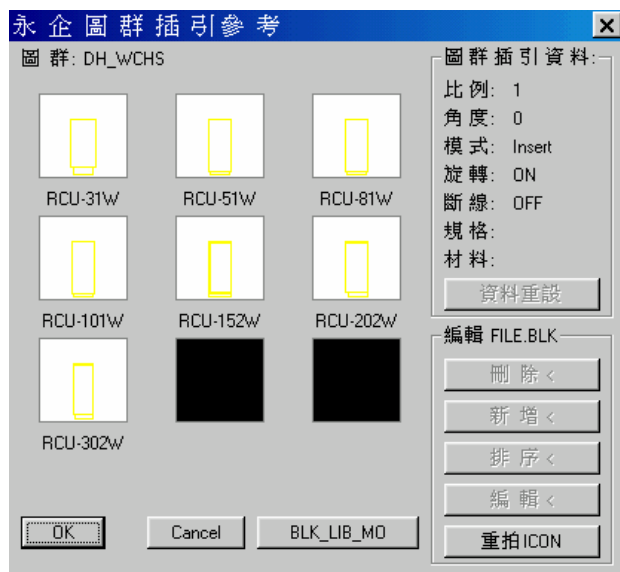 永企圖群插引參考
圖 群: DH_WCHS
RCU-31W RCU-51W RCU-81W
RCU-101W RCU-152W RCU-202W
RCU-302W
OK Cancel BLK_LIB_MO
圖群插引資料:
比例: 1
角度: 0
模式: Insert
旋轉: ON
斷線: OFF
規格:
材料:
資料重設
編輯 FILE.BLK
刪 除 <
新 增 <
排 序 <
編 輯 <
重拍ICON